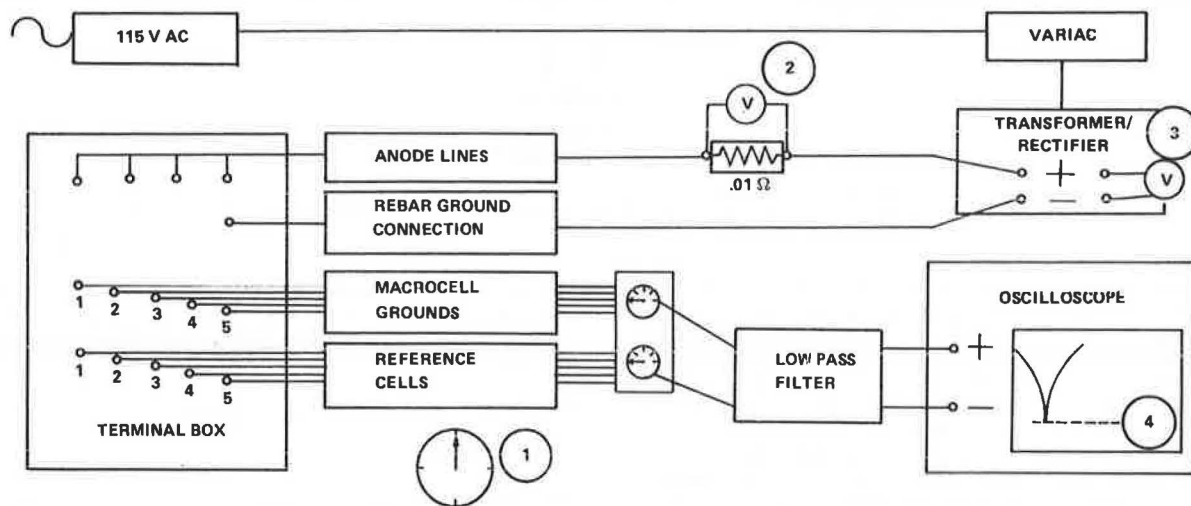 115 V AC
VARIAC
2
V
.01 Ω
TRANSFORMER/
RECTIFIER
3
+
−
V
ANODE LINES
REBAR GROUND
CONNECTION
MACROCELL
GROUNDS
1
2
3
4
5
REFERENCE
CELLS
1
2
3
4
5
TERMINAL BOX
1
LOW PASS
FILTER
OSCILLOSCOPE
+
−
4